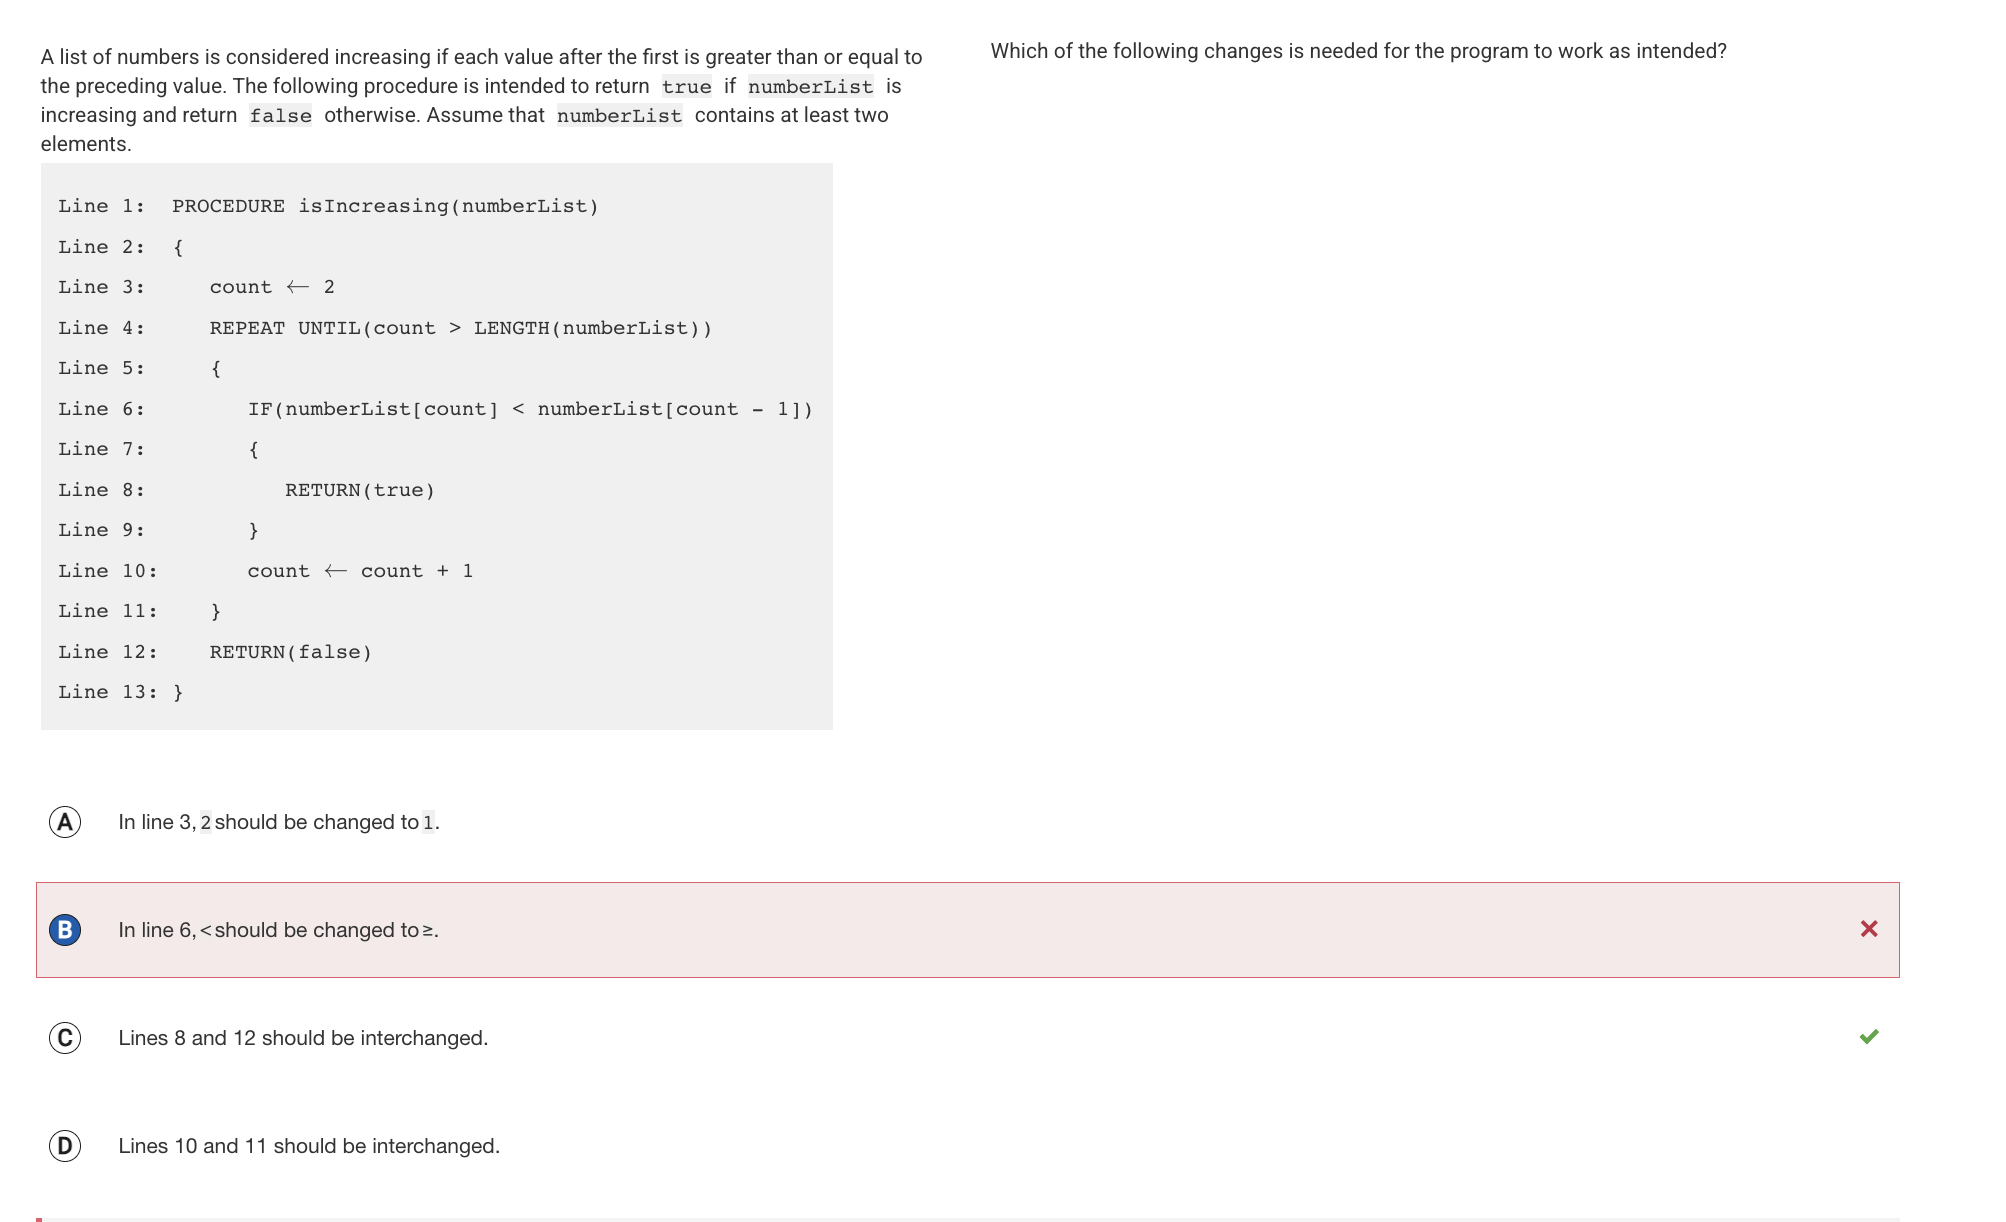 A list of numbers is considered increasing if each value after the first is greater than or equal to
the preceding value. The following procedure is intended to return true if numberList is
increasing and return false otherwise. Assume that numberList contains at least two
elements.
Line 1: PROCEDURE isIncreasing(numberList)
Line 2: {
Line 3: count ← 2
Line 4: REPEAT UNTIL(count > LENGTH(numberList))
Line 5: {
Line 6: IF(numberList[count] < numberList[count - 1])
Line 7: {
Line 8: RETURN(true)
Line 9: }
Line 10: count ← count + 1
Line 11: }
Line 12: RETURN(false)
Line 13: }
Which of the following changes is needed for the program to work as intended?
A In line 3, 2 should be changed to 1.
B In line 6, < should be changed to ≥.
C Lines 8 and 12 should be interchanged.
D Lines 10 and 11 should be interchanged.